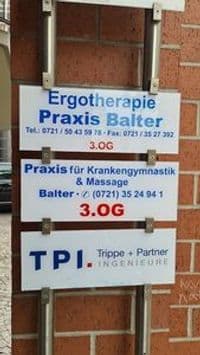 Ergotherapie
Praxis Balter
Tel.: 0721 / 50 43 59 78 · Fax: 0721 / 35 27 392
3.OG
Praxis für Krankengymnastik
& Massage
Balter · ✆ (0721) 35 24 94 1
3.OG
TPI. Trippe + Partner
INGENIEURE